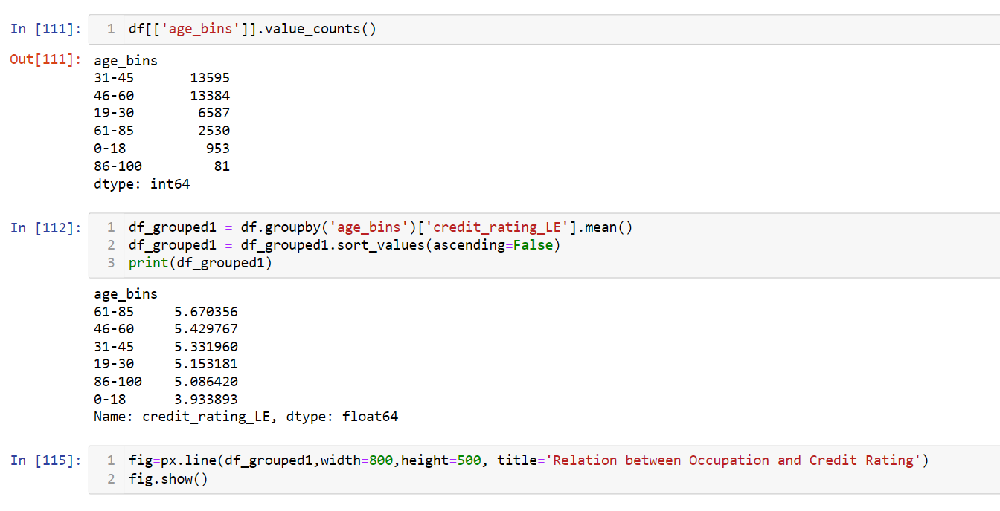 In [111]: 1 df[['age_bins']].value_counts()
Out[111]: age_bins
31-45 13595
46-60 13384
19-30 6587
61-85 2530
0-18 953
86-100 81
dtype: int64
In [112]: 1 df_grouped1 = df.groupby('age_bins')['credit_rating_LE'].mean()
2 df_grouped1 = df_grouped1.sort_values(ascending=False)
3 print(df_grouped1)
age_bins
61-85 5.670356
46-60 5.429767
31-45 5.331960
19-30 5.153181
86-100 5.086420
0-18 3.933893
Name: credit_rating_LE, dtype: float64
In [115]: 1 fig=px.line(df_grouped1,width=800,height=500, title='Relation between Occupation and Credit Rating')
2 fig.show()